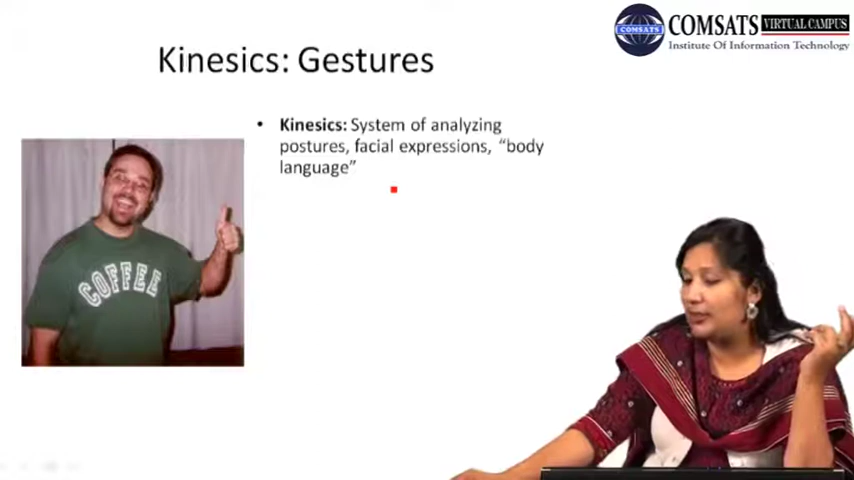 COMSATS VIRTUAL CAMPUS
Institute Of Information Technology
COMSATS
Kinesics: Gestures
• Kinesics: System of analyzing
postures, facial expressions, “body
language”
COFFEE